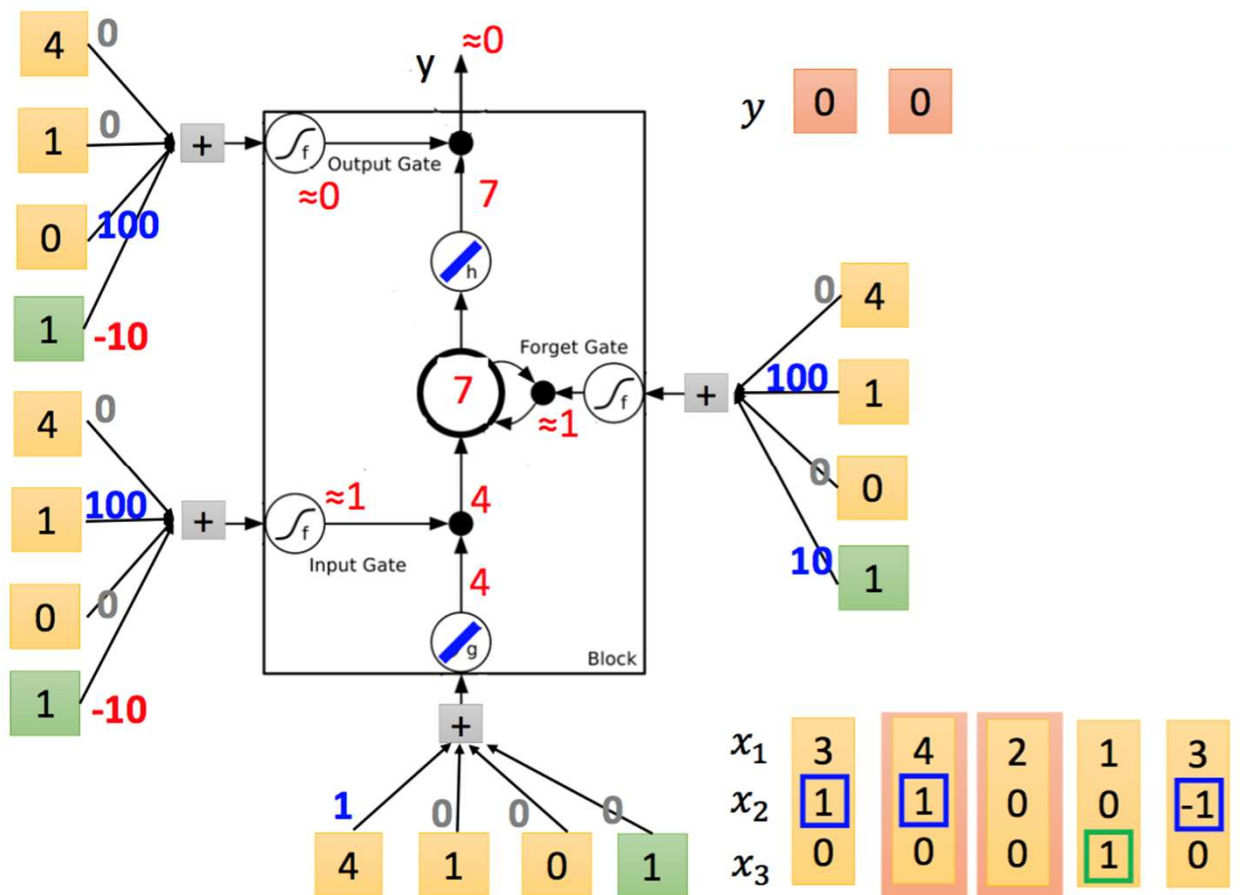 4 0
1 0
0 100
1 -10
+
f
Output Gate
≈0
y ≈0
7
h
y 0 0
7
Forget Gate
f
≈1
+
0 4
100 1
0 0
10 1
4 0
1 100
0 0
1 -10
+
f
≈1
Input Gate
4
4
g
Block
+
1 0 0 0
4 1 0 1
x₁ 3 4 2 1 3
x₂ 1 1 0 0 -1
x₃ 0 0 0 1 0